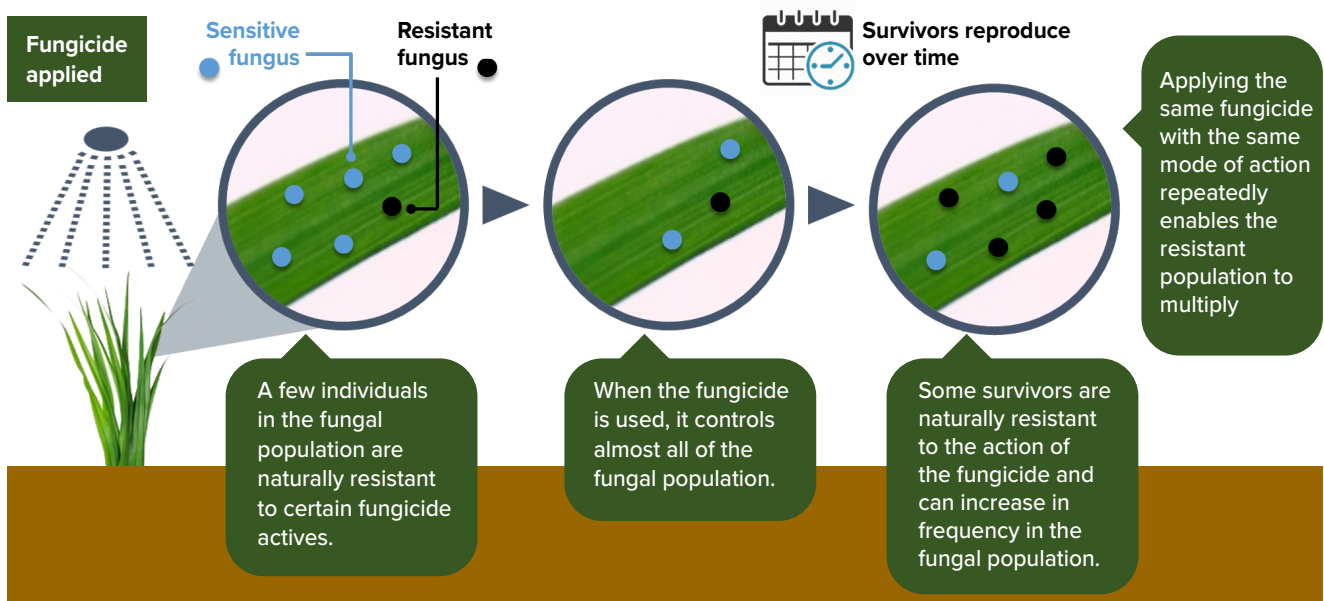 Fungicide
applied
Sensitive
fungus
Resistant
fungus
Survivors reproduce
over time
Applying the
same fungicide
with the same
mode of action
repeatedly
enables the
resistant
population to
multiply
A few individuals
in the fungal
population are
naturally resistant
to certain fungicide
actives.
When the fungicide
is used, it controls
almost all of the
fungal population.
Some survivors are
naturally resistant
to the action of
the fungicide and
can increase in
frequency in the
fungal population.